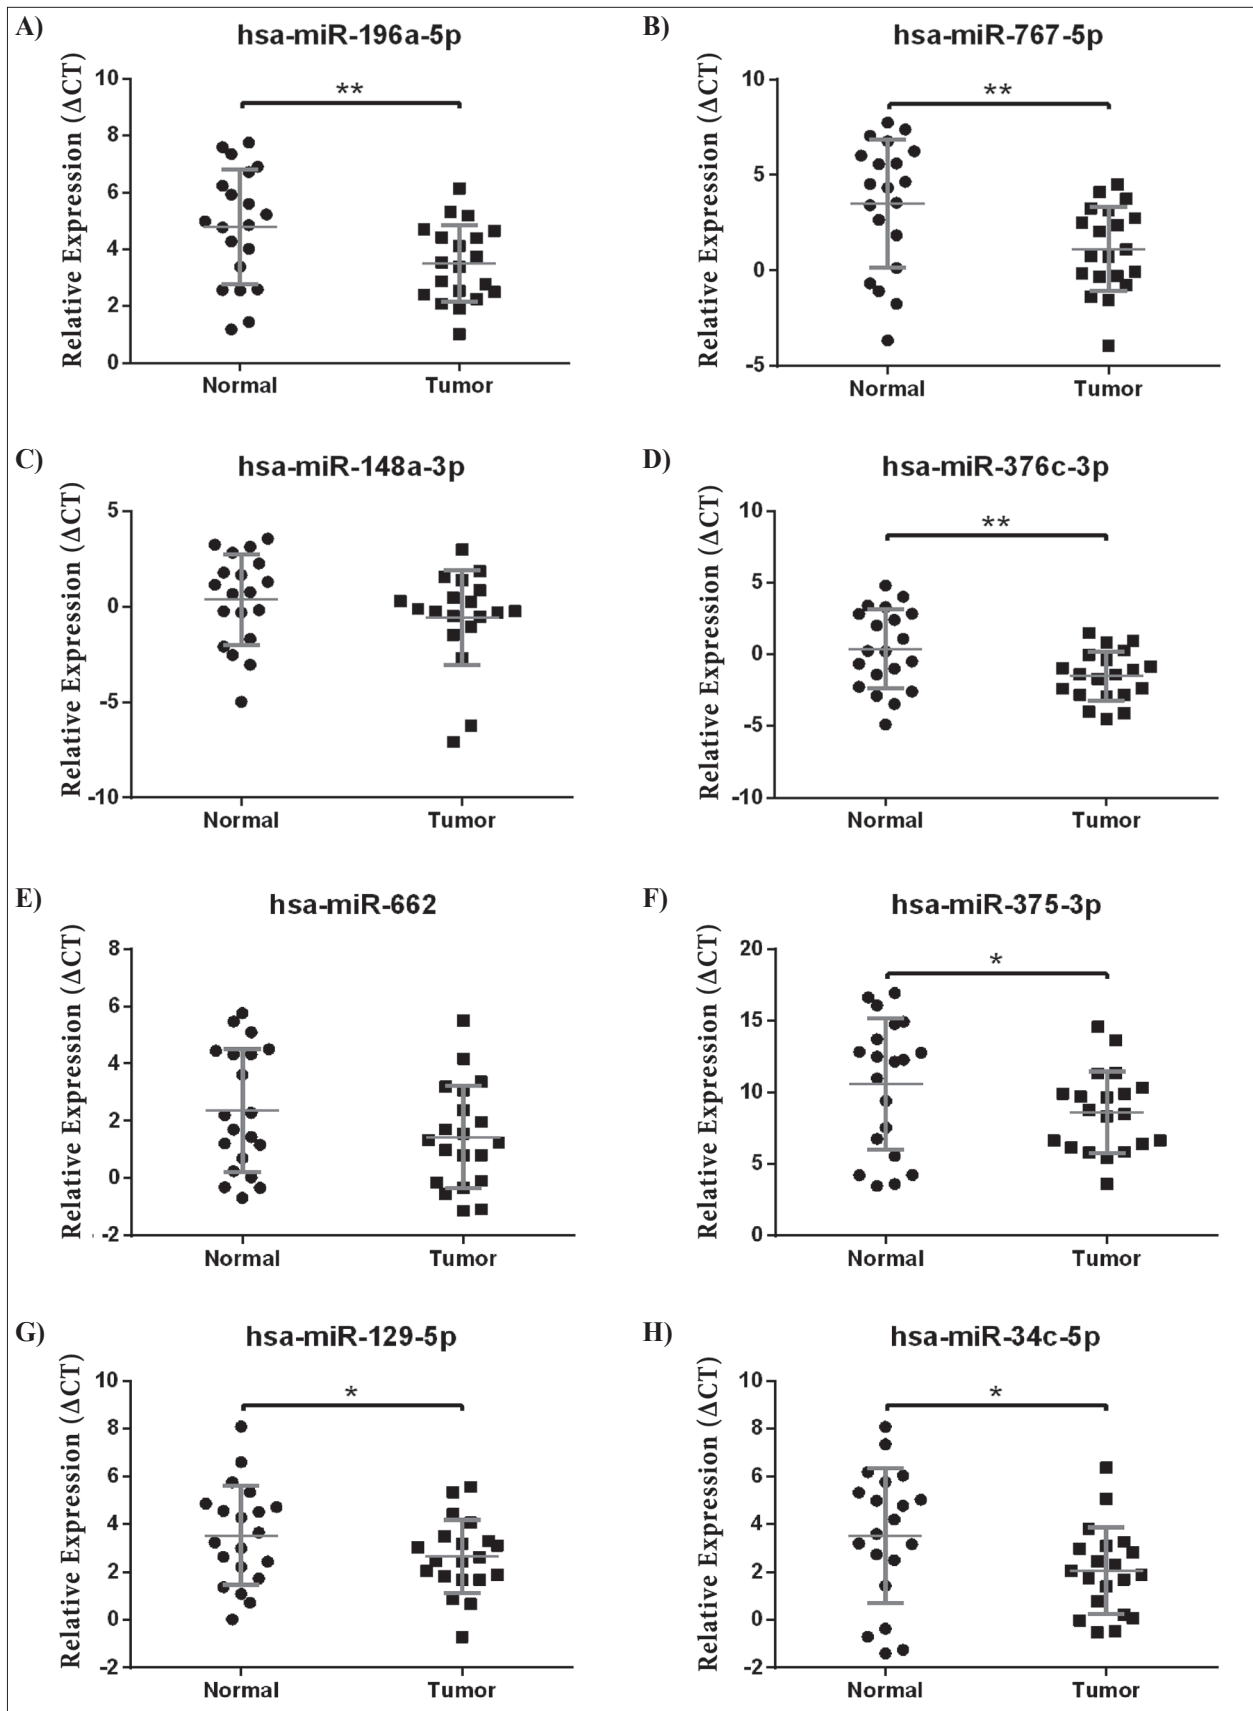 A)
hsa-miR-196a-5p
Relative Expression (ΔCT)
10
8
6
4
2
0
**
Normal Tumor
B)
hsa-miR-767-5p
Relative Expression (ΔCT)
10
5
0
-5
**
Normal Tumor
C)
hsa-miR-148a-3p
Relative Expression (ΔCT)
5
0
-5
-10
Normal Tumor
D)
hsa-miR-376c-3p
Relative Expression (ΔCT)
10
5
0
-5
-10
**
Normal Tumor
E)
hsa-miR-662
Relative Expression (ΔCT)
8
6
4
2
0
-2
Normal Tumor
F)
hsa-miR-375-3p
Relative Expression (ΔCT)
20
15
10
5
0
*
Normal Tumor
G)
hsa-miR-129-5p
Relative Expression (ΔCT)
10
8
6
4
2
0
-2
*
Normal Tumor
H)
hsa-miR-34c-5p
Relative Expression (ΔCT)
10
8
6
4
2
0
-2
*
Normal Tumor